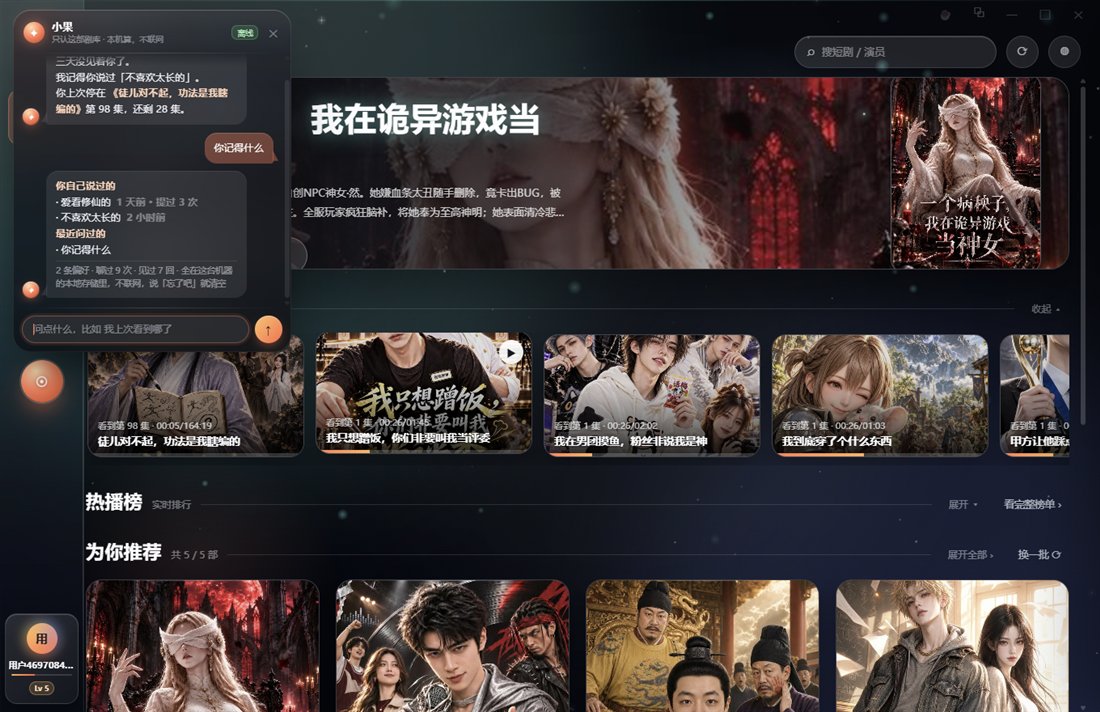 小果
只认这部剧库 · 本机算，不联网
离线
三天没见着你了。
我记得你说过「不喜欢太长的」。
你上次停在 《徒儿对不起，功法是我瞎
编的》第 98 集，还剩 28 集。
你记得什么
你自己说过的
· 爱看修仙的 1 天前 · 提过 3 次
· 不喜欢太长的 2 小时前
最近问过的
· 你记得什么
2 条偏好 · 聊过 9 次 · 见过 7 回 · 全在这台机器
的本地存储里，不联网，说「忘了吧」就清空
问点什么，比如 我上次看到哪了
搜短剧 / 演员
我在诡异游戏当
创NPC神女·然。她嫌血条太丑随手删除，竟卡出BUG，被
。全服玩家疯狂脑补，将她奉为至高神明；她表面清冷悲...
一个病秧子
我在诡异游戏
当神女
收起
看到第 98 集 · 00:05/164:19
徒儿对不起，功法是我瞎编的
我只想蹭饭，
看到第 1 集 · 00:26/01:45
我只想蹭饭，你们非要叫我当评委
看到第 1 集 · 00:26/02:02
我在男团摸鱼，粉丝非说我是神
看到第 1 集 · 00:26/01:03
我到底穿了个什么东西
看到第 1 集 · 0
热播榜 实时排行
展开
看完整榜单 ›
为你推荐 共 5 / 5 部
展开全部 ›
换一批
用
用户4697084...
Lv 5